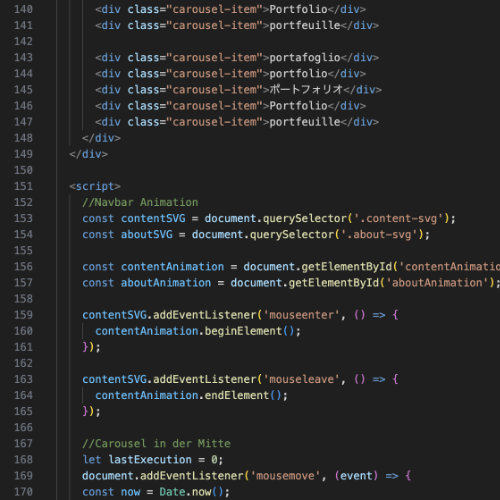 140 <div class="carousel-item">Portfolio</div>
141 <div class="carousel-item">portfeuille</div>
142
143 <div class="carousel-item">portafoglio</div>
144 <div class="carousel-item">portfolio</div>
145 <div class="carousel-item">ポートフォリオ</div>
146 <div class="carousel-item">Portfolio</div>
147 <div class="carousel-item">portfeuille</div>
148 </div>
149 </div>
150
151 <script>
152 //Navbar Animation
153 const contentSVG = document.querySelector('.content-svg');
154 const aboutSVG = document.querySelector('.about-svg');
155
156 const contentAnimation = document.getElementById('contentAnimatio
157 const aboutAnimation = document.getElementById('aboutAnimation');
158
159 contentSVG.addEventListener('mouseenter', () => {
160 contentAnimation.beginElement();
161 });
162
163 contentSVG.addEventListener('mouseleave', () => {
164 contentAnimation.endElement();
165 });
166
167 //Carousel in der Mitte
168 let lastExecution = 0;
169 document.addEventListener('mousemove', (event) => {
170 const now = Date.now();